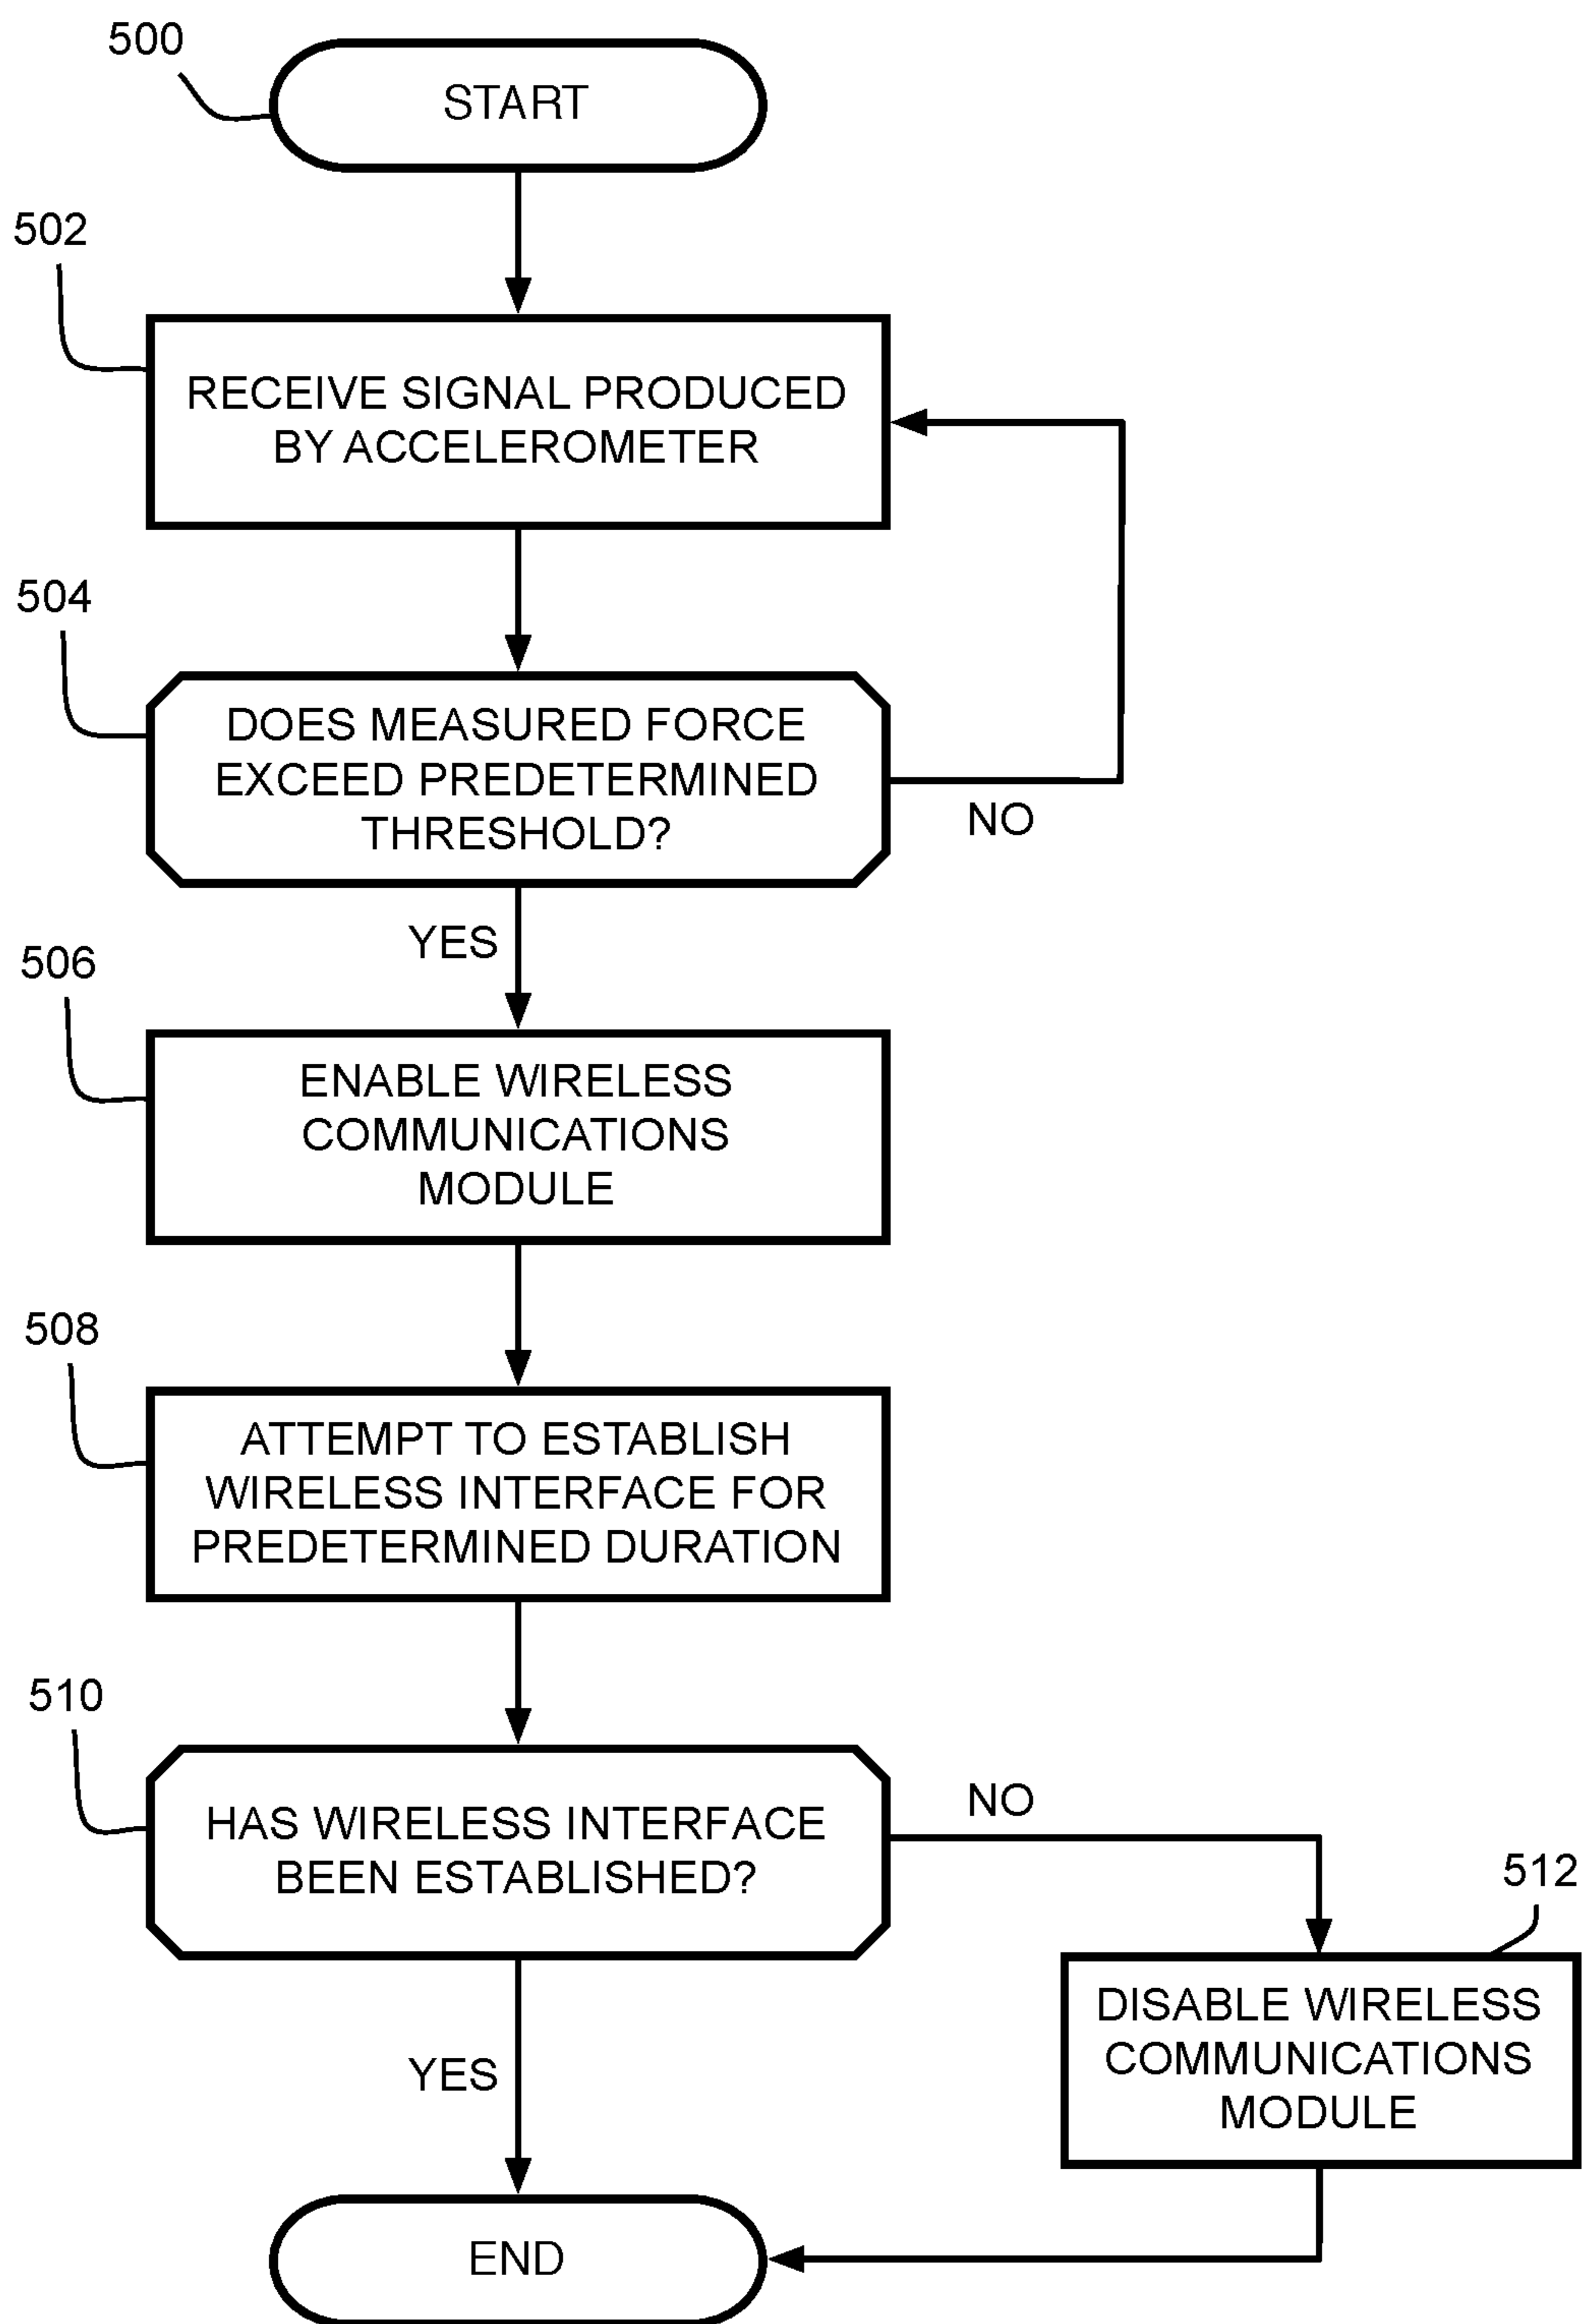 500
START
502
RECEIVE SIGNAL PRODUCED
BY ACCELEROMETER
504
DOES MEASURED FORCE
EXCEED PREDETERMINED
THRESHOLD?
NO
YES
506
ENABLE WIRELESS
COMMUNICATIONS
MODULE
508
ATTEMPT TO ESTABLISH
WIRELESS INTERFACE FOR
PREDETERMINED DURATION
510
HAS WIRELESS INTERFACE
BEEN ESTABLISHED?
NO
512
DISABLE WIRELESS
COMMUNICATIONS
MODULE
YES
END